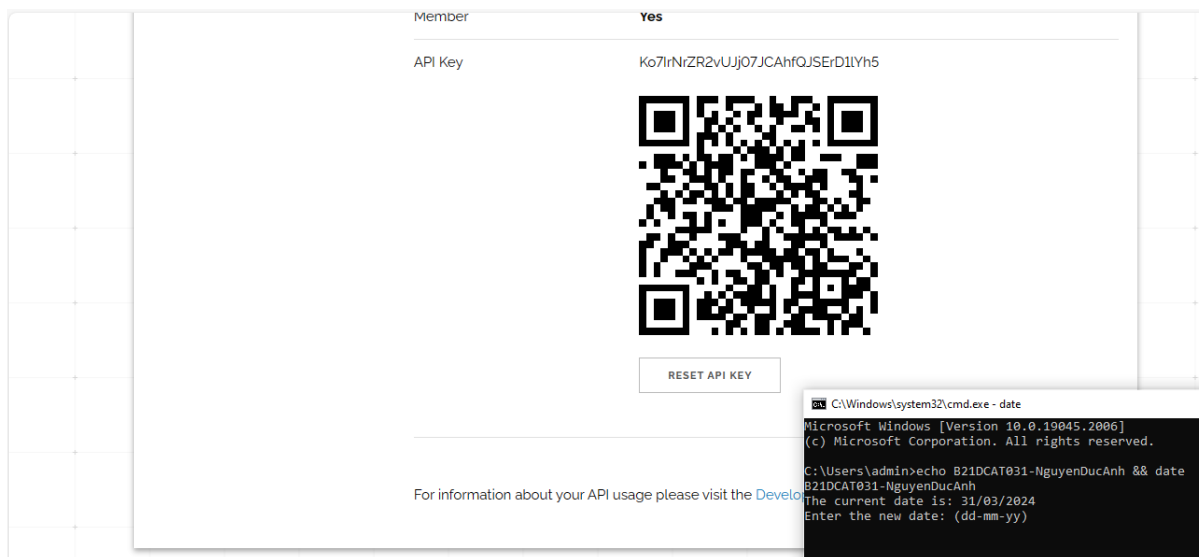 Member Yes
API Key Ko7IrNrZR2vUJj07JCAhfQJSErD1lYh5
RESET API KEY
For information about your API usage please visit the Develop
C:\Windows\system32\cmd.exe - date
Microsoft Windows [Version 10.0.19045.2006]
(c) Microsoft Corporation. All rights reserved.
C:\Users\admin>echo B21DCAT031-NguyenDucAnh && date
B21DCAT031-NguyenDucAnh
The current date is: 31/03/2024
Enter the new date: (dd-mm-yy)